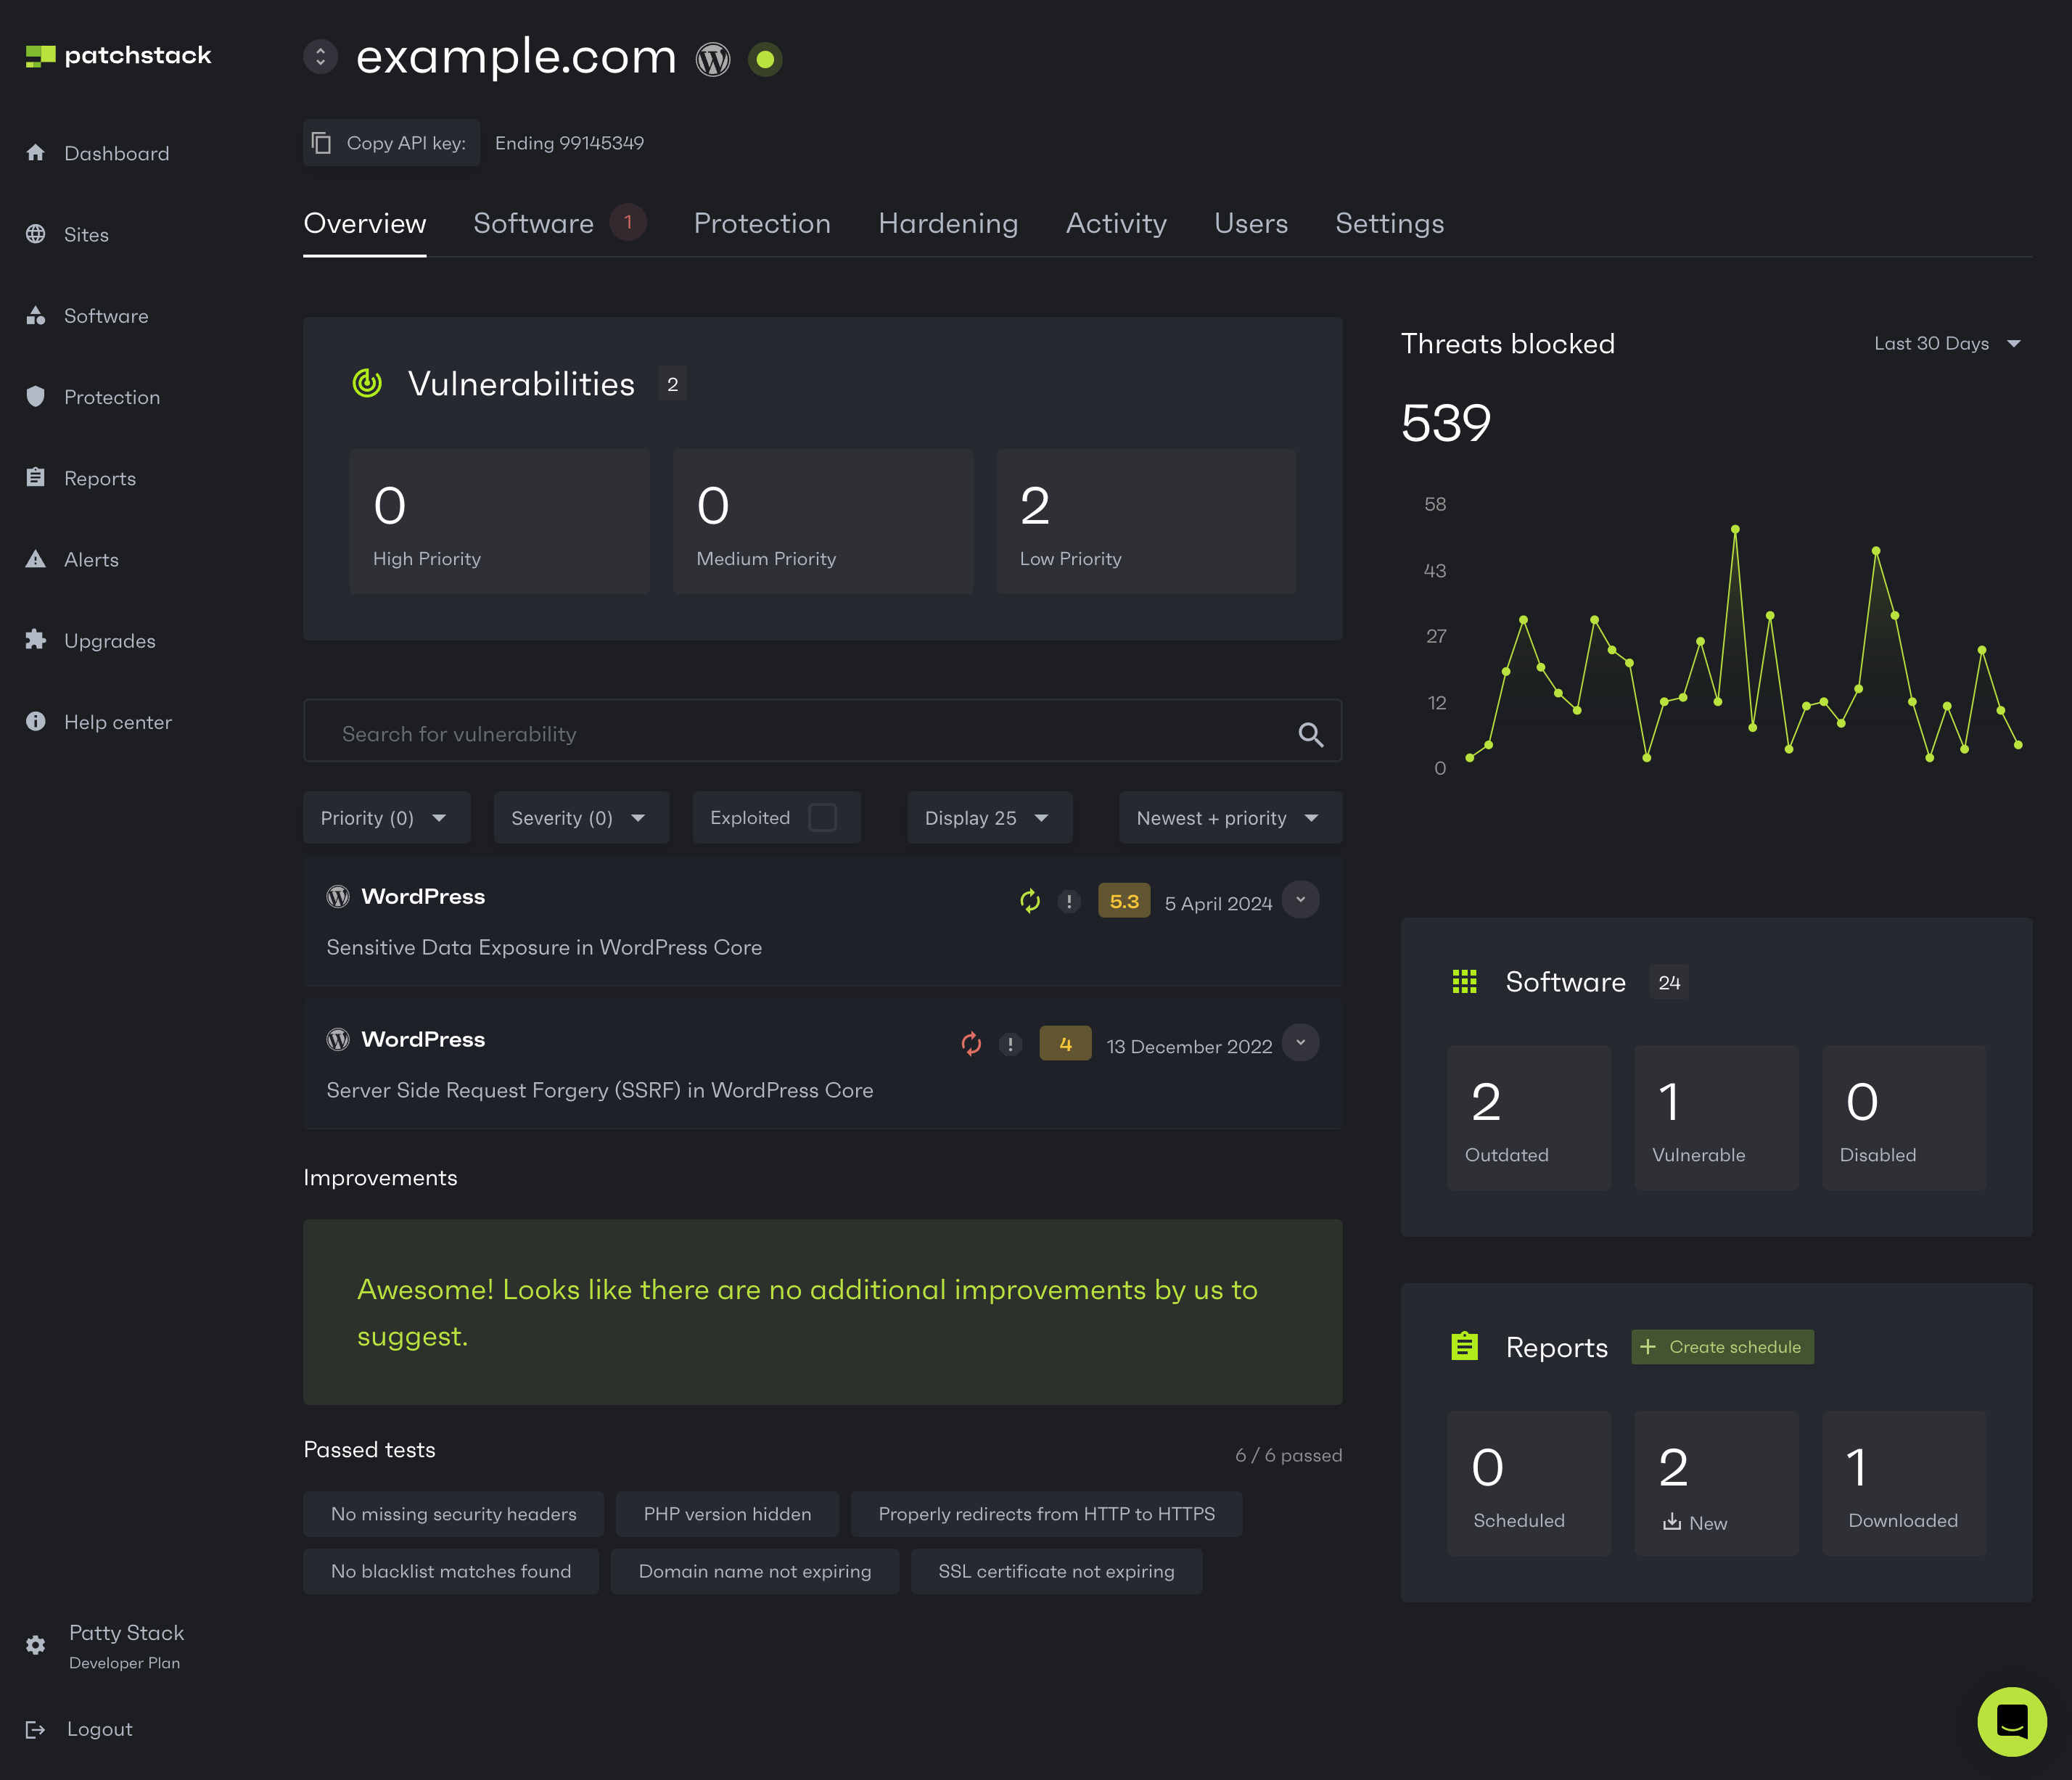 patchstack
Dashboard
Sites
Software
Protection
Reports
Alerts
Upgrades
Help center
Patty Stack
Developer Plan
Logout
example.com
Copy API key:
Ending 99145349
Overview
Software 1
Protection
Hardening
Activity
Users
Settings
Vulnerabilities 2
0
High Priority
0
Medium Priority
2
Low Priority
Search for vulnerability
Priority (0)
Severity (0)
Exploited
Display 25
Newest + priority
WordPress
5.3
5 April 2024
Sensitive Data Exposure in WordPress Core
WordPress
4
13 December 2022
Server Side Request Forgery (SSRF) in WordPress Core
Improvements
Awesome! Looks like there are no additional improvements by us to
suggest.
Passed tests
6 / 6 passed
No missing security headers
PHP version hidden
Properly redirects from HTTP to HTTPS
No blacklist matches found
Domain name not expiring
SSL certificate not expiring
Threats blocked
Last 30 Days
539
58
43
27
12
0
Software 24
2
Outdated
1
Vulnerable
0
Disabled
Reports
+ Create schedule
0
Scheduled
2
New
1
Downloaded